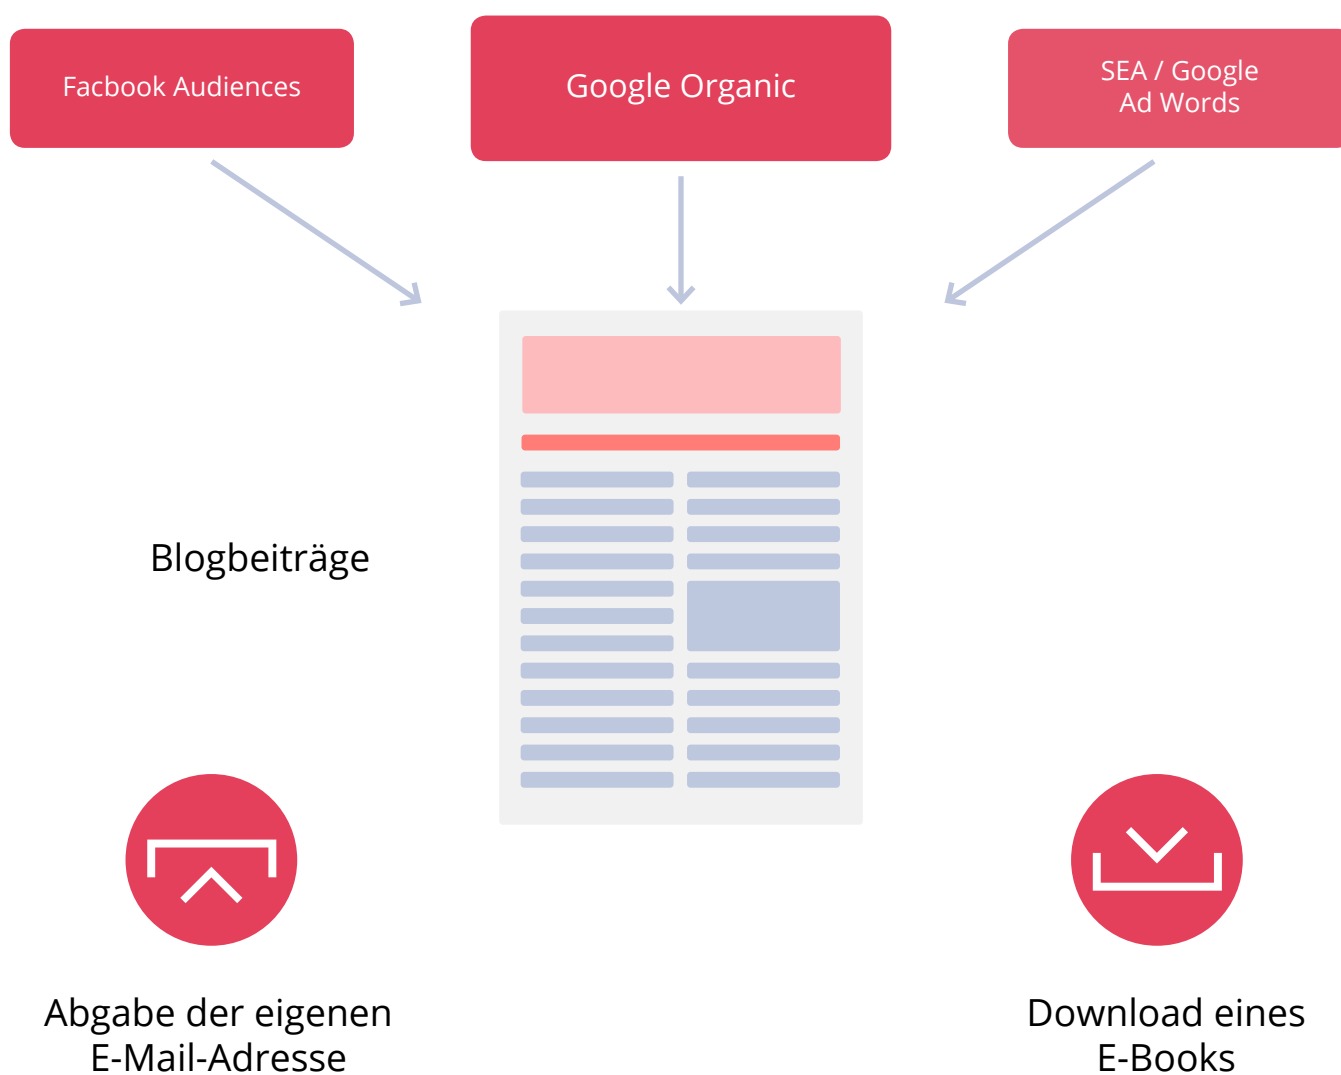 Facbook Audiences
Google Organic
SEA / Google
Ad Words
Blogbeiträge
Abgabe der eigenen
E-Mail-Adresse
Download eines
E-Books